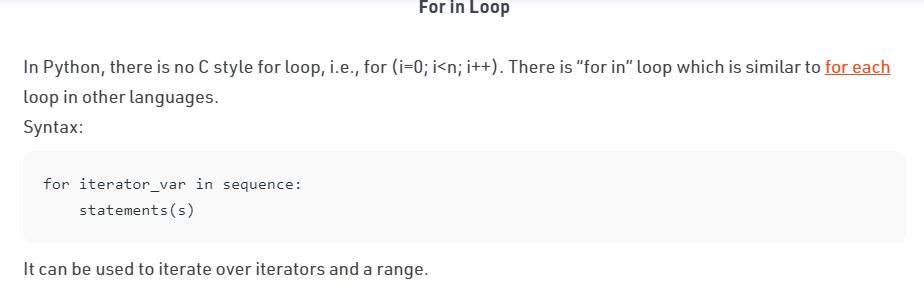 For in Loop
In Python, there is no C style for loop, i.e., for (i=0; i<n; i++). There is “for in” loop which is similar to for each
loop in other languages.
Syntax:
for iterator_var in sequence:
    statements(s)
It can be used to iterate over iterators and a range.